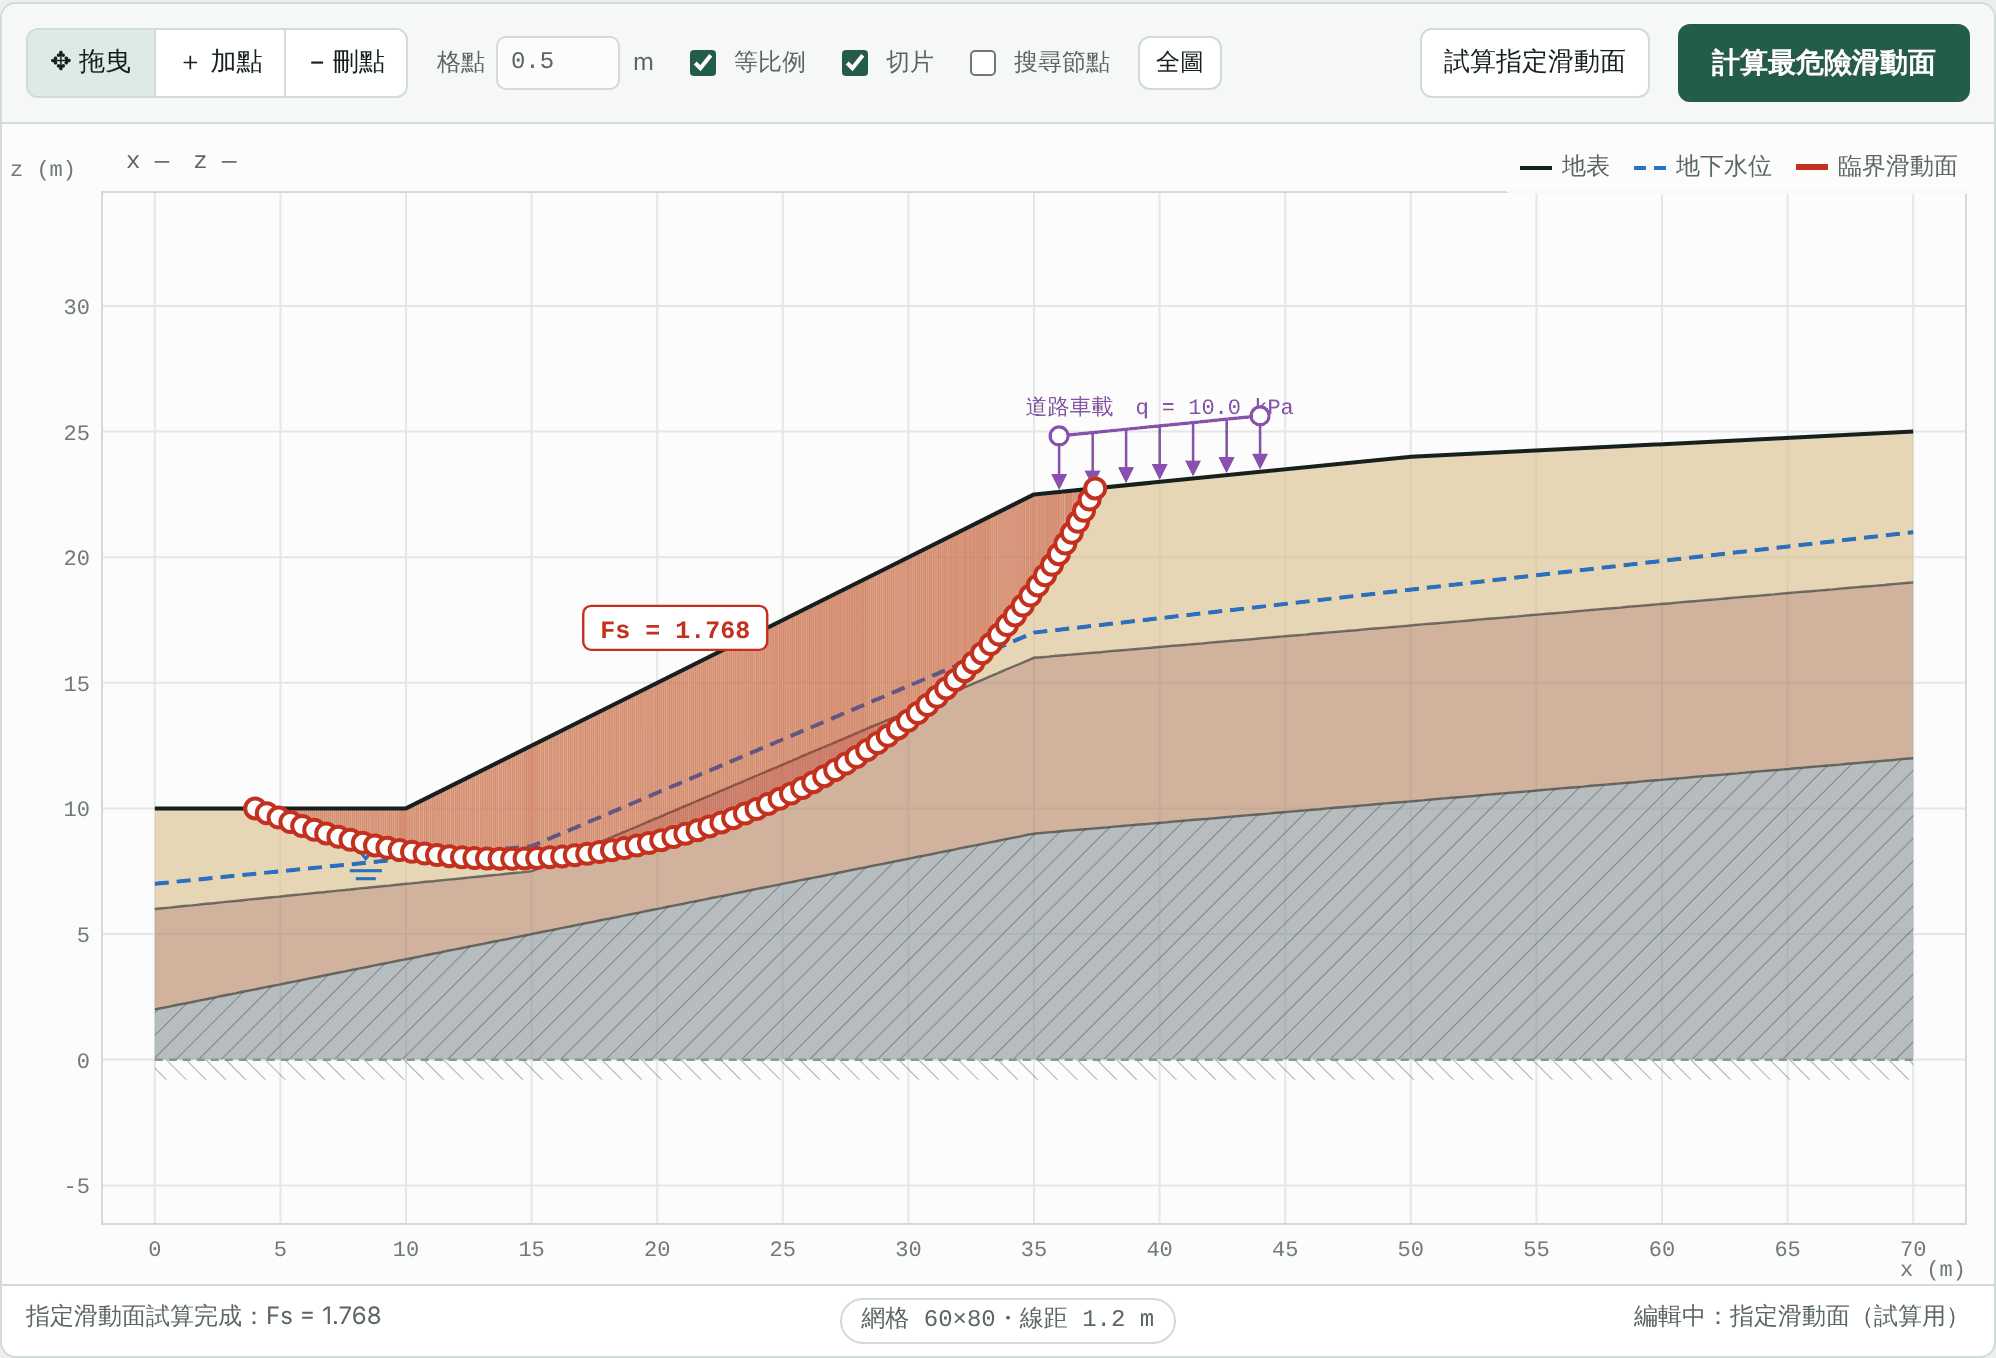 ✥ 拖曳 + 加點 − 刪點 格點 0.5 m 等比例 切片 搜尋節點 全圖 試算指定滑動面 計算最危險滑動面
z (m) x — z — 地表 地下水位 臨界滑動面
30
道路車載 q = 10.0 kPa
25
20
Fs = 1.768
15
10
5
0
-5
0 5 10 15 20 25 30 35 40 45 50 55 60 65 70
x (m)
指定滑動面試算完成：Fs = 1.768 網格 60×80・線距 1.2 m 編輯中：指定滑動面（試算用）